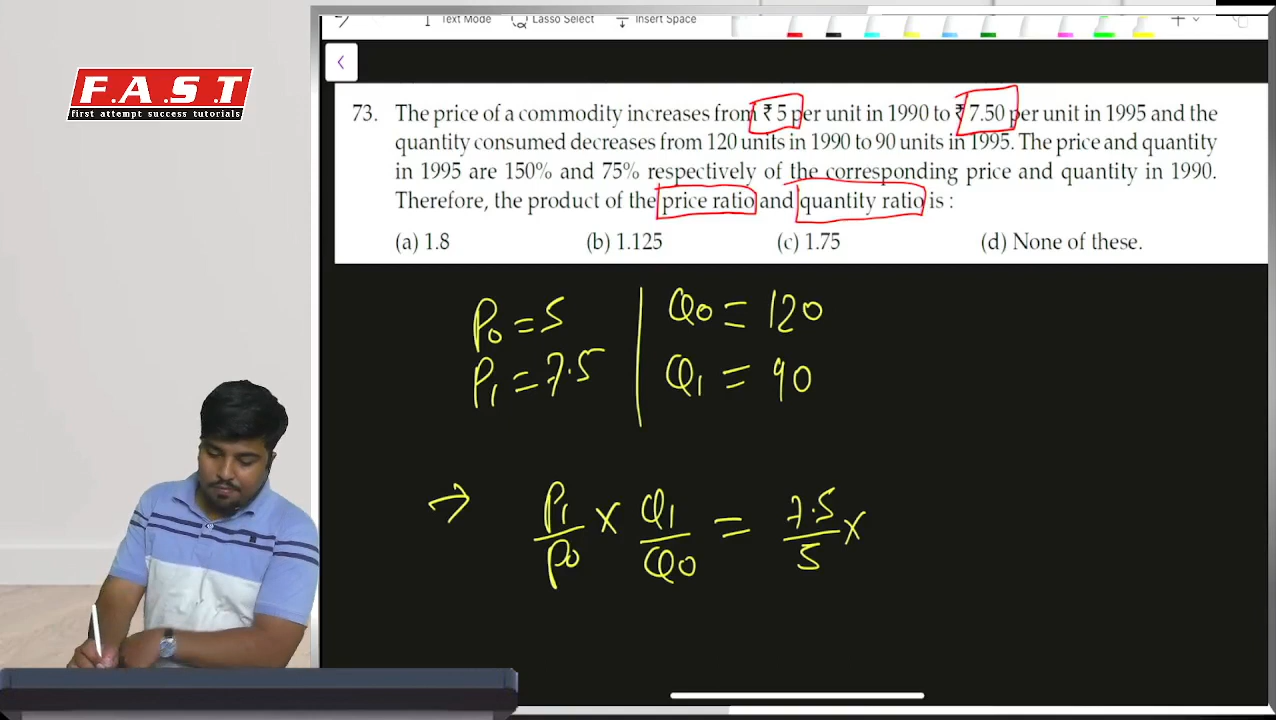 Text Mode Lasso Select Insert Space
F.A.S.T
first attempt success tutorials
73. The price of a commodity increases from ₹ 5 per unit in 1990 to ₹ 7.50 per unit in 1995 and the
quantity consumed decreases from 120 units in 1990 to 90 units in 1995. The price and quantity
in 1995 are 150% and 75% respectively of the corresponding price and quantity in 1990.
Therefore, the product of the price ratio and quantity ratio is :
(a) 1.8 (b) 1.125 (c) 1.75 (d) None of these.
P0 = 5 Q0 = 120
P1 = 7.5 Q1 = 90
→ P1/P0 × Q1/Q0 = 7.5/5 ×